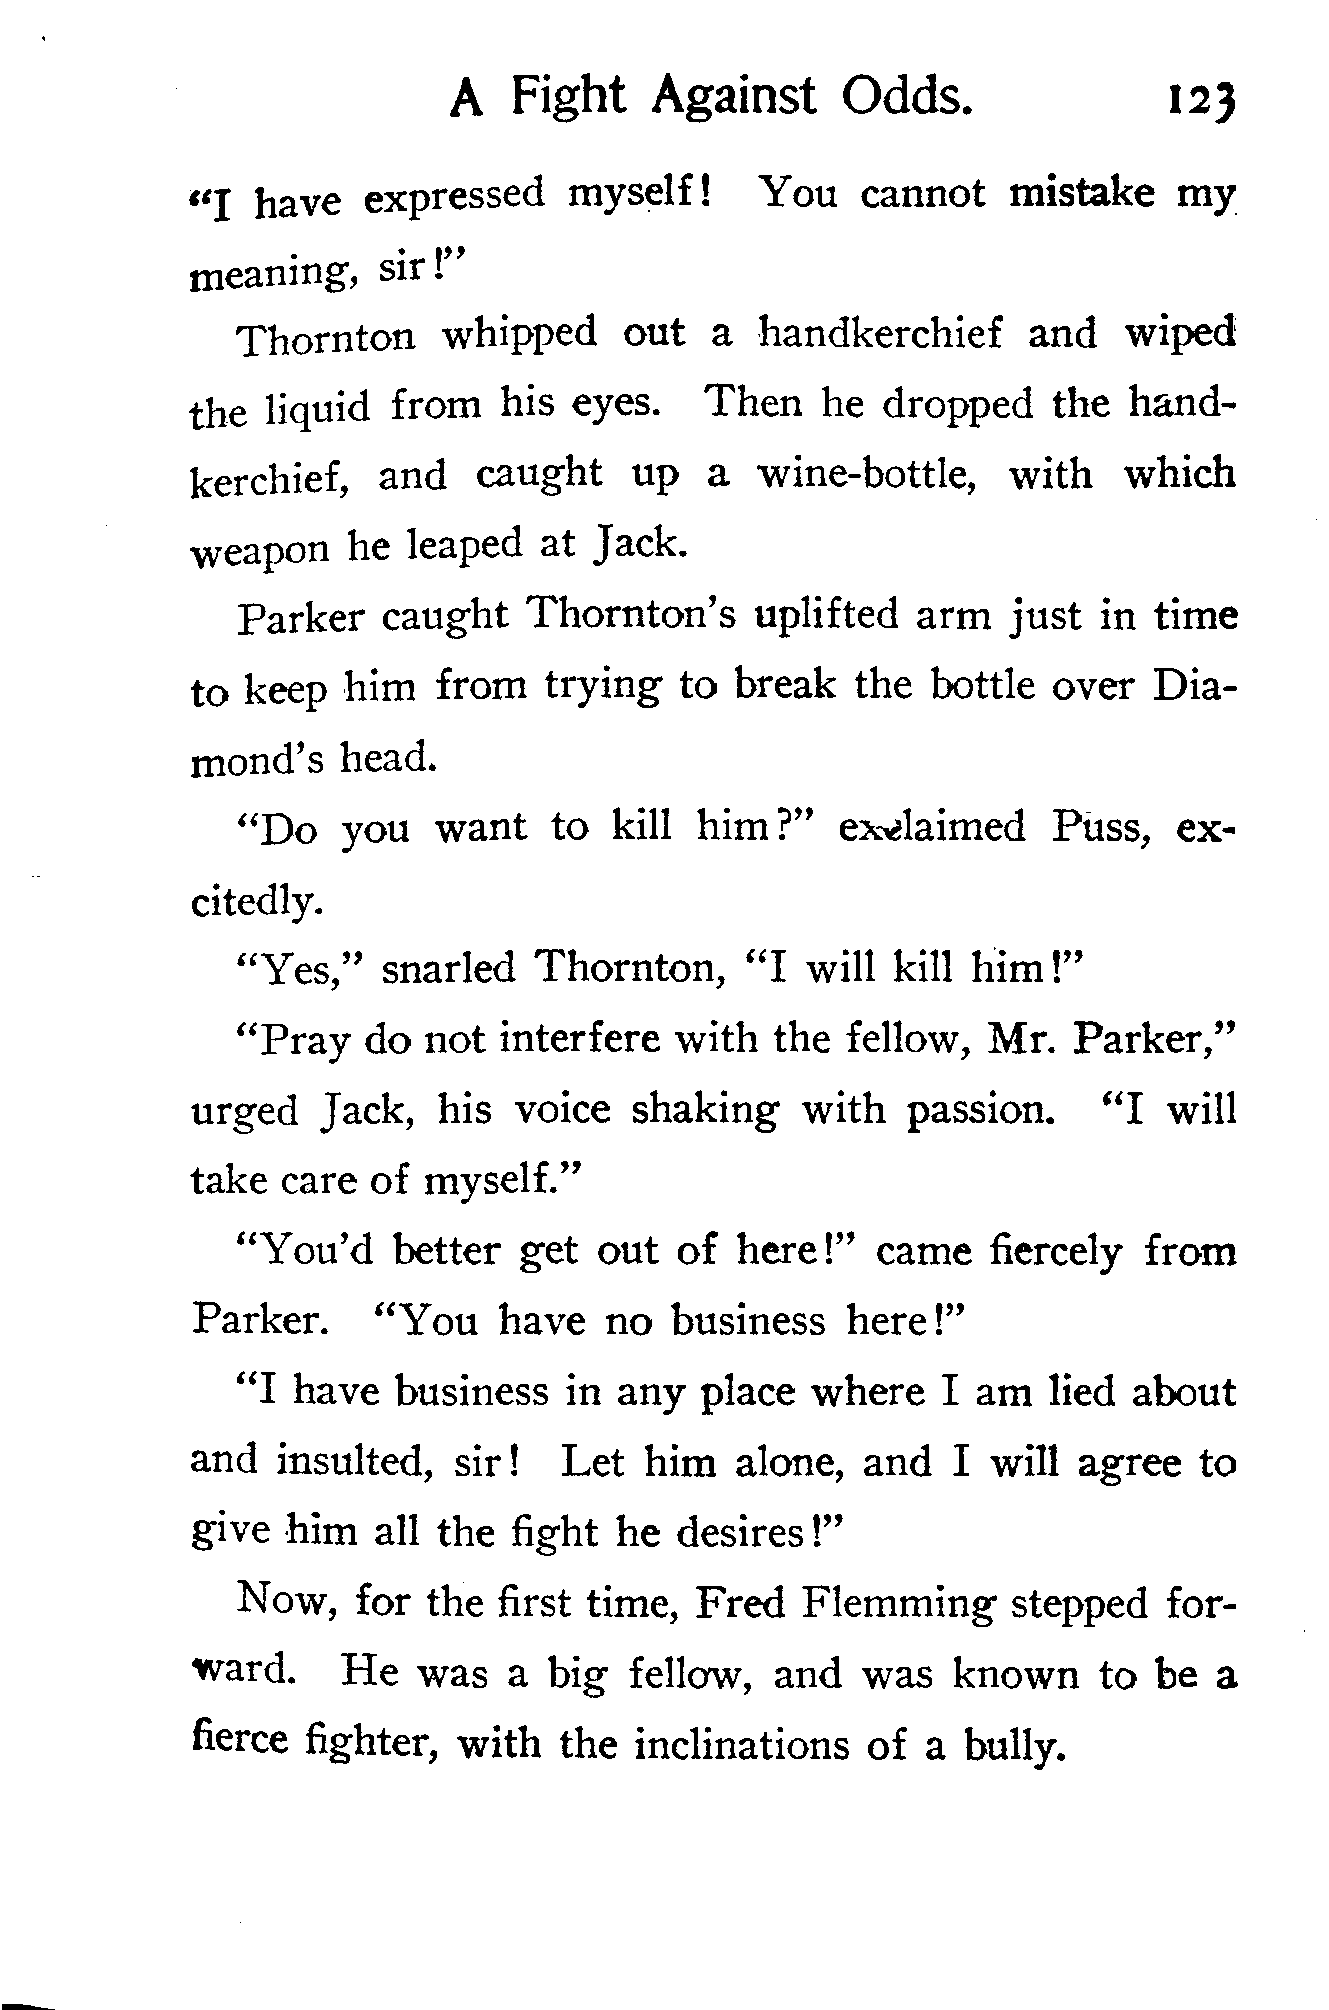 A Fight Against Odds. 123
“I have expressed myself! You cannot mistake my
meaning, sir!”
Thornton whipped out a handkerchief and wiped
the liquid from his eyes. Then he dropped the hand-
kerchief, and caught up a wine-bottle, with which
weapon he leaped at Jack.
Parker caught Thornton’s uplifted arm just in time
to keep him from trying to break the bottle over Dia-
mond’s head.
“Do you want to kill him?” exclaimed Puss, ex-
citedly.
“Yes,” snarled Thornton, “I will kill him!”
“Pray do not interfere with the fellow, Mr. Parker,”
urged Jack, his voice shaking with passion. “I will
take care of myself.”
“You’d better get out of here!” came fiercely from
Parker. “You have no business here!”
“I have business in any place where I am lied about
and insulted, sir! Let him alone, and I will agree to
give him all the fight he desires!”
Now, for the first time, Fred Flemming stepped for-
ward. He was a big fellow, and was known to be a
fierce fighter, with the inclinations of a bully.